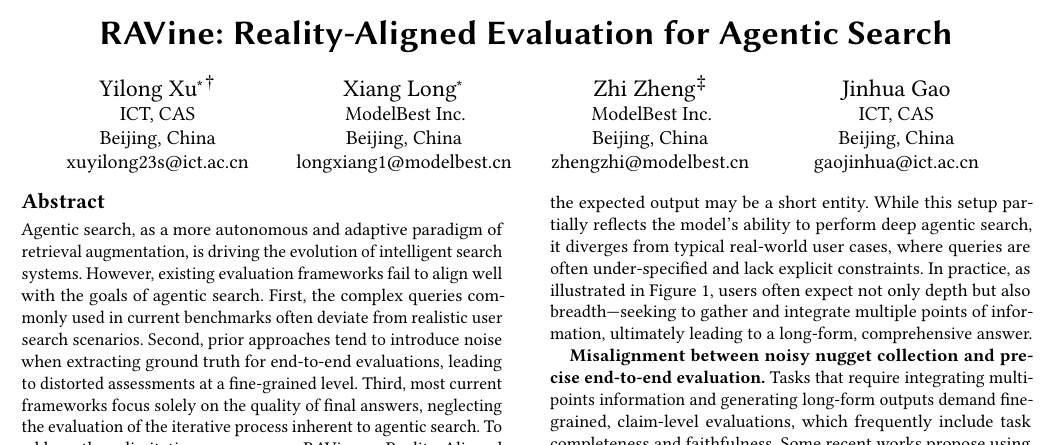 RAVine: Reality-Aligned Evaluation for Agentic Search
Yilong Xu*†
ICT, CAS
Beijing, China
xuyilong23s@ict.ac.cn
Xiang Long*
ModelBest Inc.
Beijing, China
longxiang1@modelbest.cn
Zhi Zheng‡
ModelBest Inc.
Beijing, China
zhengzhi@modelbest.cn
Jinhua Gao
ICT, CAS
Beijing, China
gaojinhua@ict.ac.cn
Abstract
Agentic search, as a more autonomous and adaptive paradigm of
retrieval augmentation, is driving the evolution of intelligent search
systems. However, existing evaluation frameworks fail to align well
with the goals of agentic search. First, the complex queries com-
monly used in current benchmarks often deviate from realistic user
search scenarios. Second, prior approaches tend to introduce noise
when extracting ground truth for end-to-end evaluations, leading
to distorted assessments at a fine-grained level. Third, most current
frameworks focus solely on the quality of final answers, neglecting
the evaluation of the iterative process inherent to agentic search. To
the expected output may be a short entity. While this setup par-
tially reflects the model's ability to perform deep agentic search,
it diverges from typical real-world user cases, where queries are
often under-specified and lack explicit constraints. In practice, as
illustrated in Figure 1, users often expect not only depth but also
breadth—seeking to gather and integrate multiple points of infor-
mation, ultimately leading to a long-form, comprehensive answer.
Misalignment between noisy nugget collection and pre-
cise end-to-end evaluation. Tasks that require integrating multi-
points information and generating long-form outputs demand fine-
grained, claim-level evaluations, which frequently include task
completeness and faithfulness. Some recent works propose using